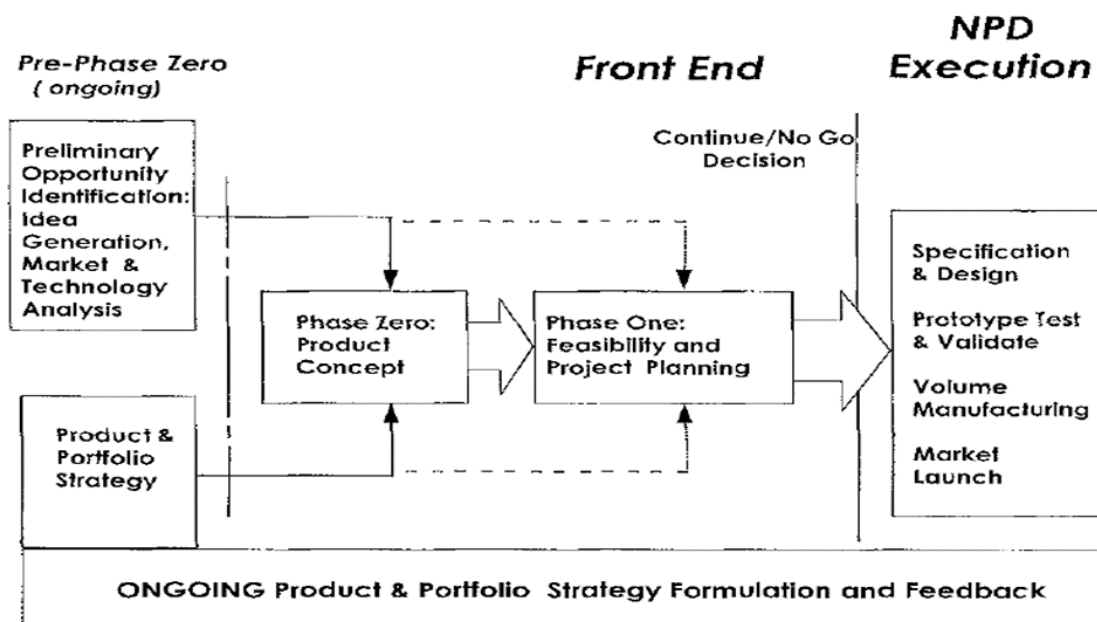 Pre-Phase Zero
( ongoing)
Front End
NPD
Execution
Preliminary
Opportunity
Identification:
Idea
Generation,
Market &
Technology
Analysis
Product &
Portfolio
Strategy
Phase Zero:
Product
Concept
Phase One:
Feasibility and
Project Planning
Continue/No Go
Decision
Specification
& Design
Prototype Test
& Validate
Volume
Manufacturing
Market
Launch
ONGOING Product & Portfolio Strategy Formulation and Feedback